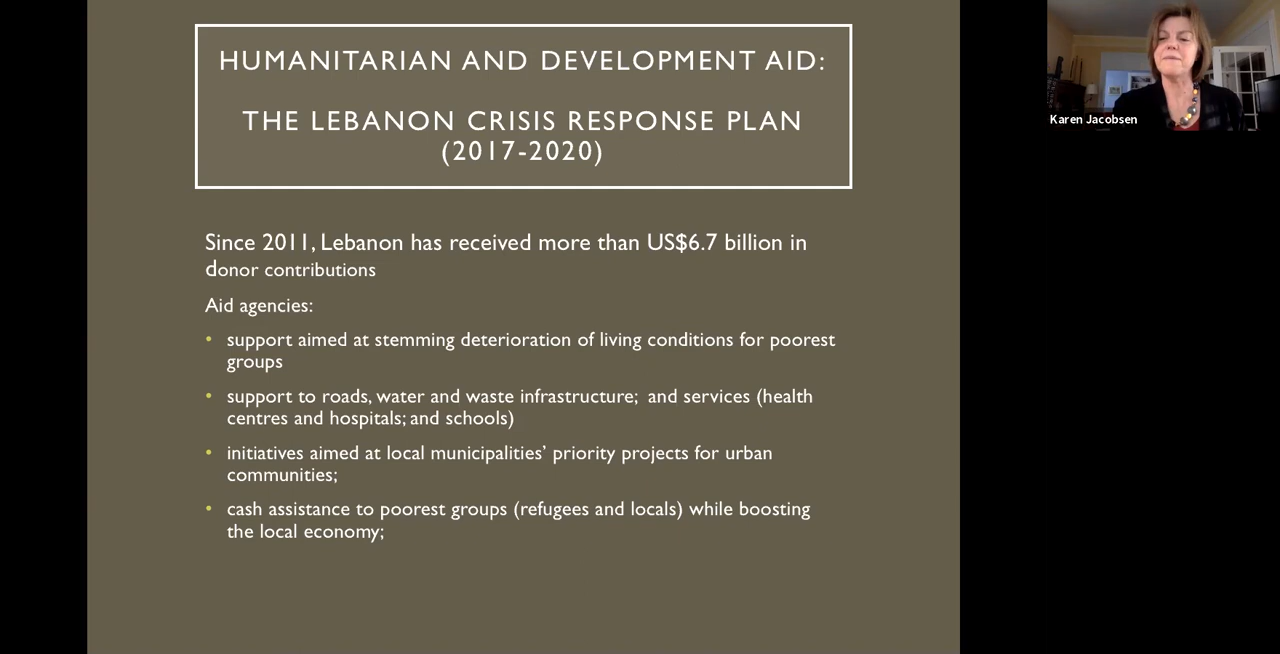 HUMANITARIAN AND DEVELOPMENT AID:
THE LEBANON CRISIS RESPONSE PLAN
(2017-2020)
Since 2011, Lebanon has received more than US$6.7 billion in
donor contributions
Aid agencies:
• support aimed at stemming deterioration of living conditions for poorest
groups
• support to roads, water and waste infrastructure; and services (health
centres and hospitals; and schools)
• initiatives aimed at local municipalities’ priority projects for urban
communities;
• cash assistance to poorest groups (refugees and locals) while boosting
the local economy;
Karen Jacobsen